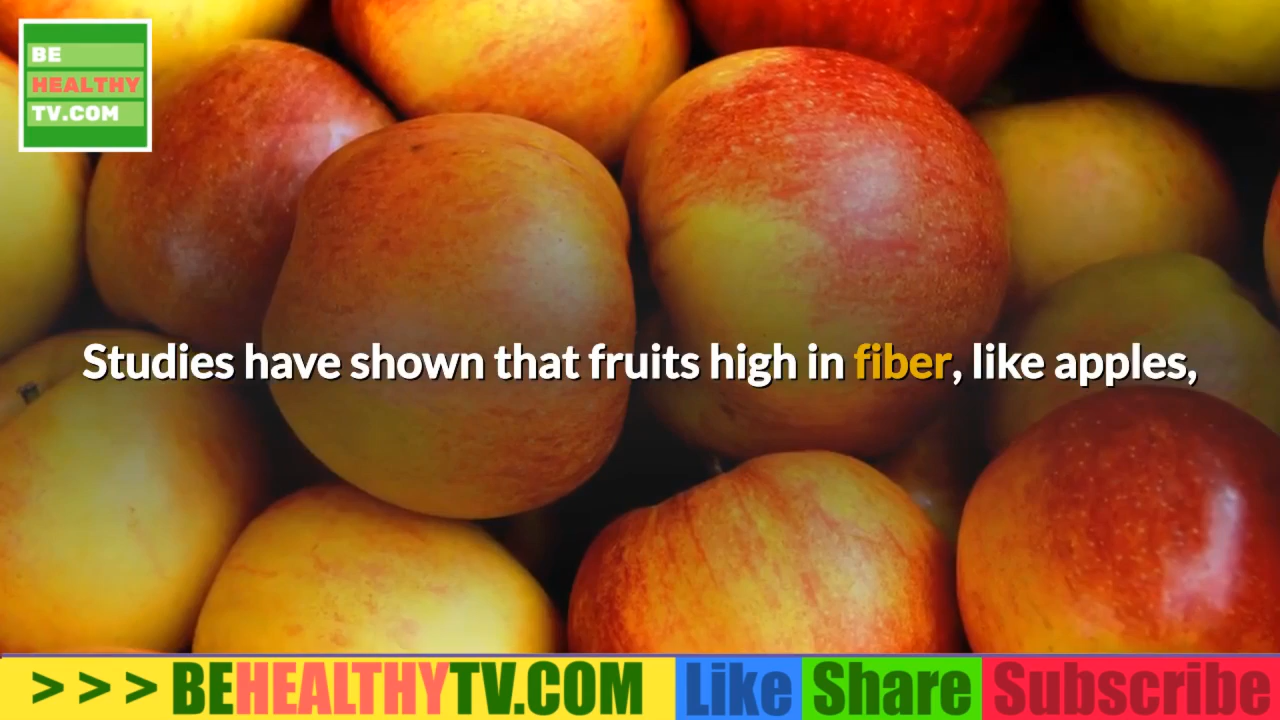 BE
HEALTHY
TV.COM
Studies have shown that fruits high in fiber, like apples,
> > > BEHEALTHYTV.COM Like Share Subscribe